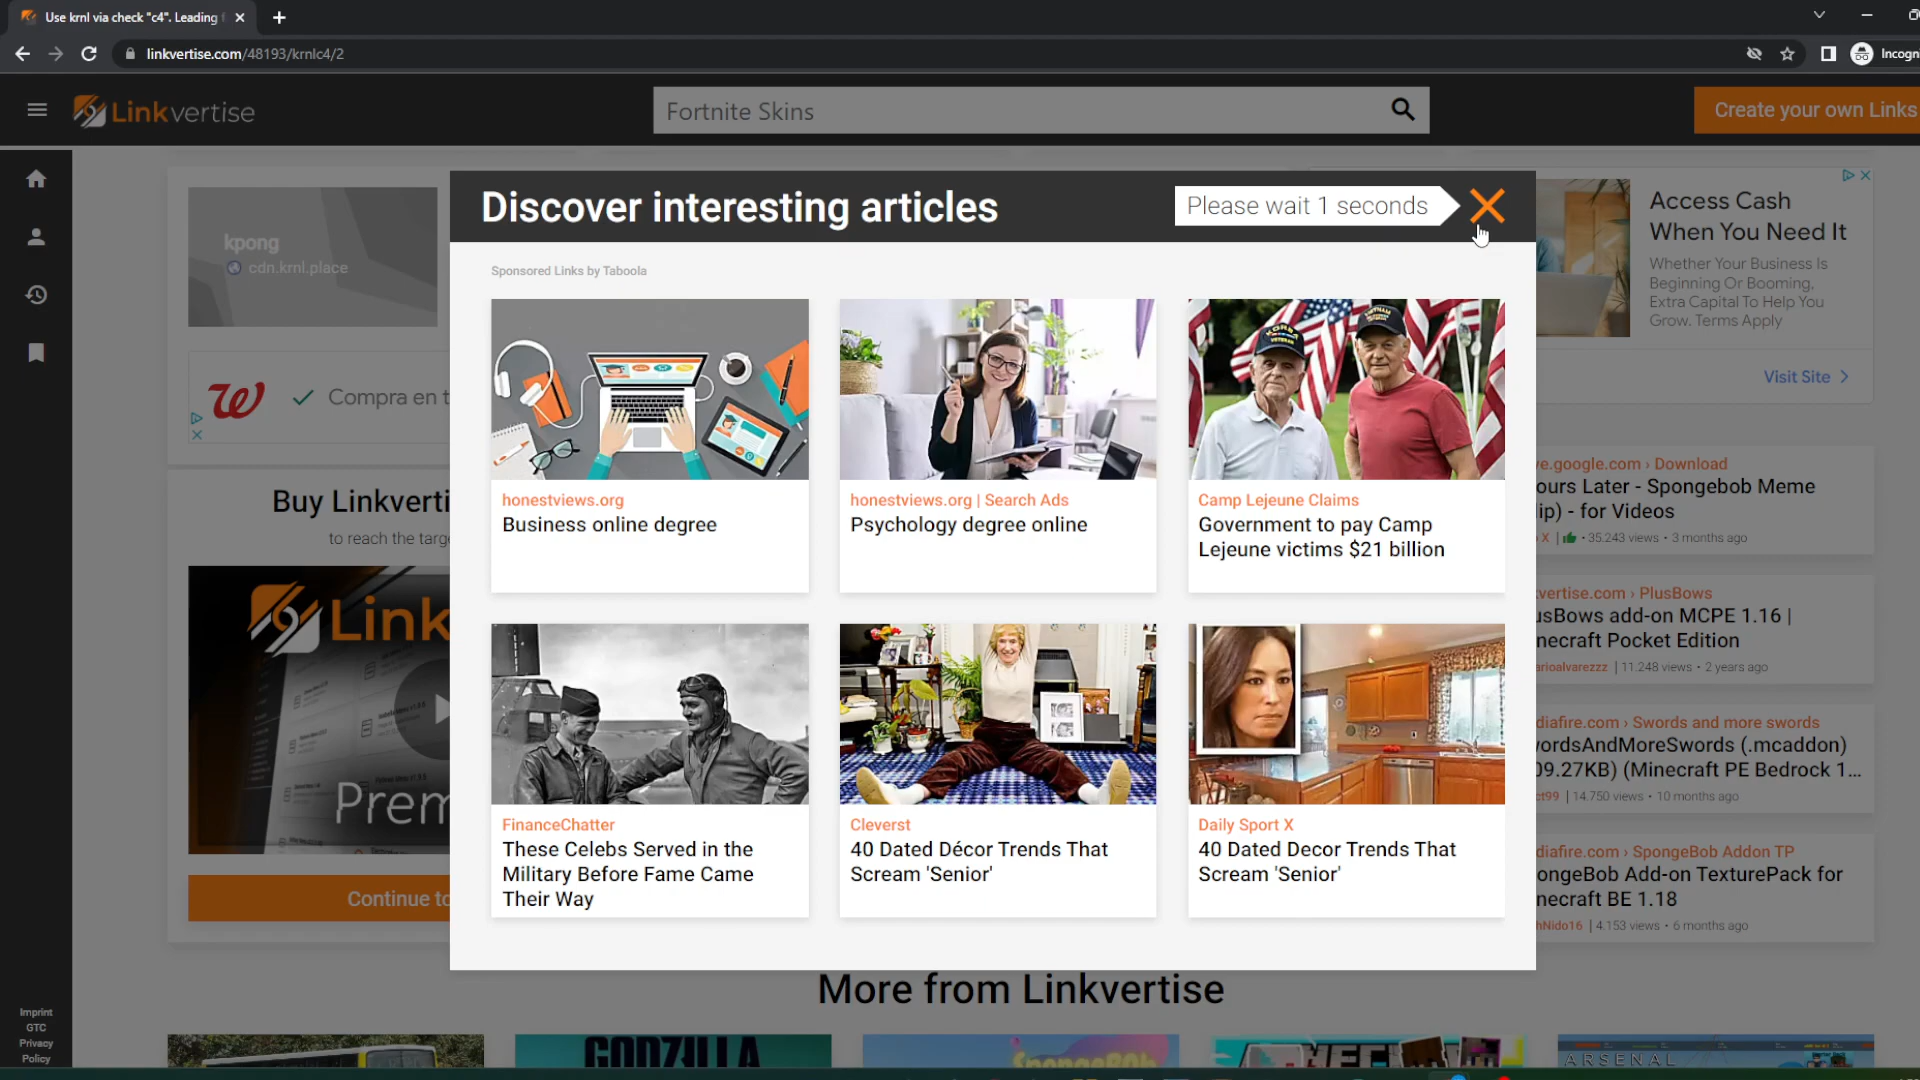 Use krnl via check "c4". Leading
linkvertise.com/48193/krnlc4/2
Incogn
Linkvertise
Fortnite Skins
Create your own Links
Discover interesting articles
Please wait 1 seconds
Sponsored Links by Taboola
kpong
cdn.krnl.place
Compra en t
Buy Linkverti
to reach the targ
Link
Prem
Continue to
honestviews.org
Business online degree
honestviews.org | Search Ads
Psychology degree online
Camp Lejeune Claims
Government to pay Camp
Lejeune victims $21 billion
FinanceChatter
These Celebs Served in the
Military Before Fame Came
Their Way
Cleverst
40 Dated Décor Trends That
Scream 'Senior'
Daily Sport X
40 Dated Decor Trends That
Scream 'Senior'
Access Cash
When You Need It
Whether Your Business Is
Beginning Or Booming,
Extra Capital To Help You
Grow. Terms Apply
Visit Site
e.google.com › Download
ours Later - Spongebob Meme
ip) - for Videos
X | • 35.243 views • 3 months ago
vertise.com › PlusBows
usBows add-on MCPE 1.16 |
necraft Pocket Edition
arioalvarezzz | 11.248 views • 2 years ago
diafire.com › Swords and more swords
ordsAndMoreSwords (.mcaddon)
09.27KB) (Minecraft PE Bedrock 1...
ct99 | 14.750 views • 10 months ago
diafire.com › SpongeBob Addon TP
ongeBob Add-on TexturePack for
necraft BE 1.18
hNido16 | 4.153 views • 6 months ago
More from Linkvertise
GODZILLA
SpongeBob
ARSENAL
Imprint
GTC
Privacy
Policy